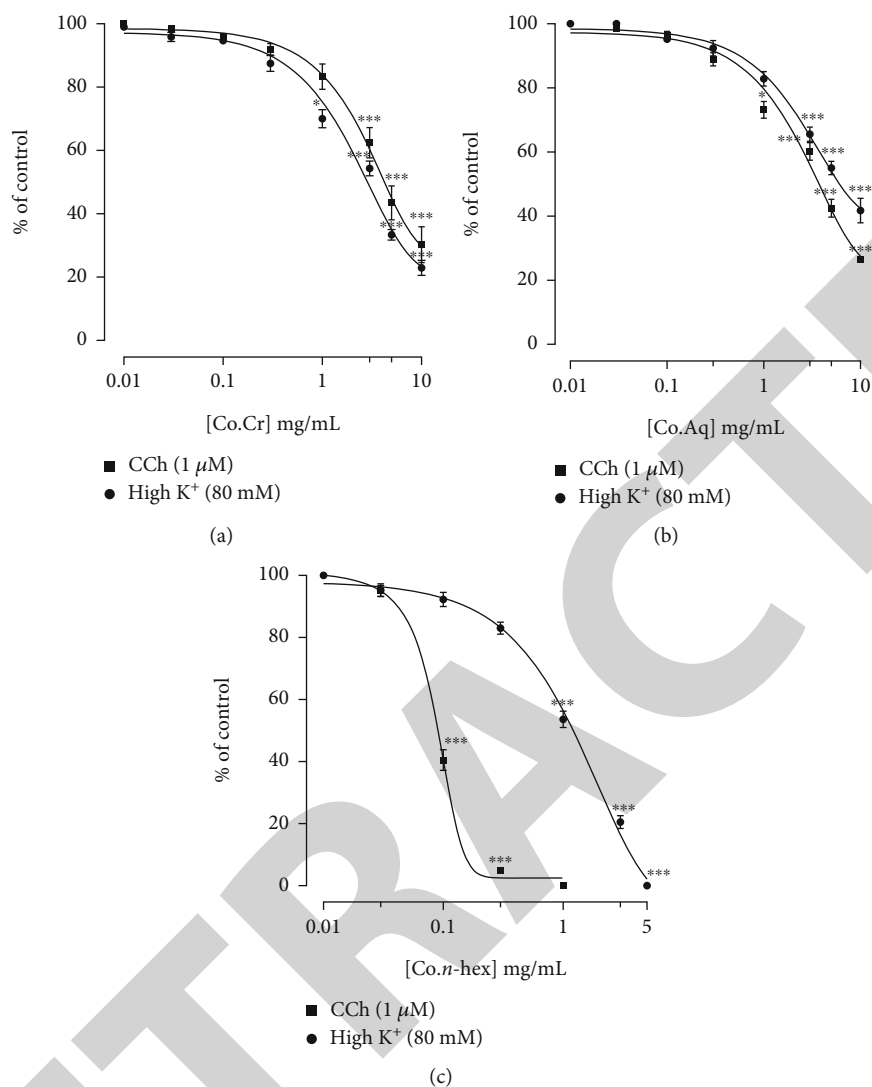 100
80
60
40
20
0
% of control
*
***
***
***
***
***
***
0.01 0.1 1 10
[Co.Cr] mg/mL
CCh (1 μM)
High K⁺ (80 mM)
(a)
100
80
60
40
20
0
% of control
*
***
***
***
***
***
***
0.01 0.1 1 10
[Co.Aq] mg/mL
CCh (1 μM)
High K⁺ (80 mM)
(b)
100
80
60
40
20
0
% of control
***
***
***
***
***
0.01 0.1 1 5
[Co.n-hex] mg/mL
CCh (1 μM)
High K⁺ (80 mM)
(c)
TRACT